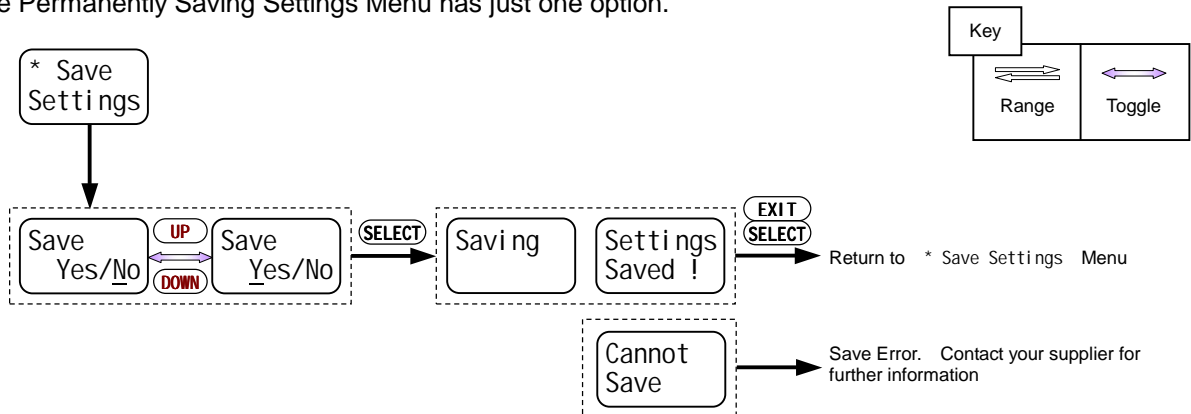 e Permanently Saving Settings Menu has just one option.
Key
Range
Toggle
* Save
Settings
Save
Yes/No
UP
DOWN
Save
Yes/No
SELECT
Saving
Settings
Saved !
EXIT
SELECT
Return to * Save Settings Menu
Cannot
Save
Save Error. Contact your supplier for
further information